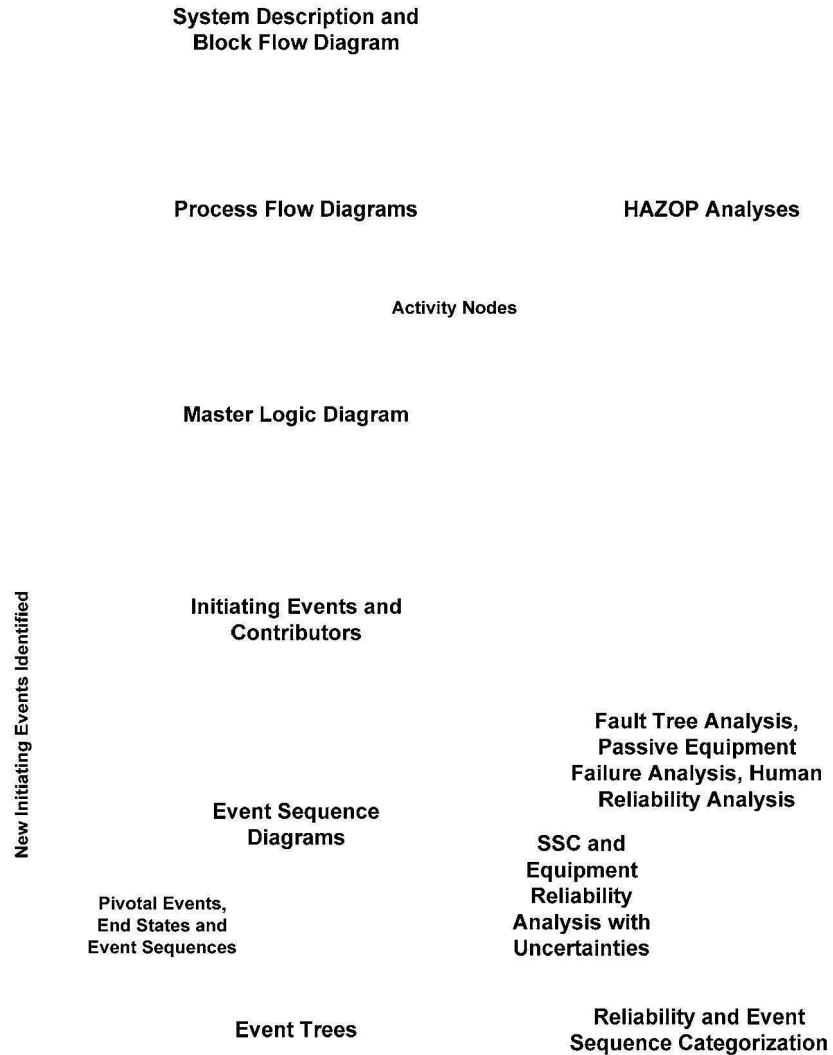 System Description and
Block Flow Diagram
Process Flow Diagrams
HAZOP Analyses
Activity Nodes
Master Logic Diagram
New Initiating Events Identified
Initiating Events and
Contributors
Fault Tree Analysis,
Passive Equipment
Failure Analysis, Human
Reliability Analysis
Event Sequence
Diagrams
SSC and
Equipment
Reliability
Analysis with
Uncertainties
Pivotal Events,
End States and
Event Sequences
Event Trees
Reliability and Event
Sequence Categorization